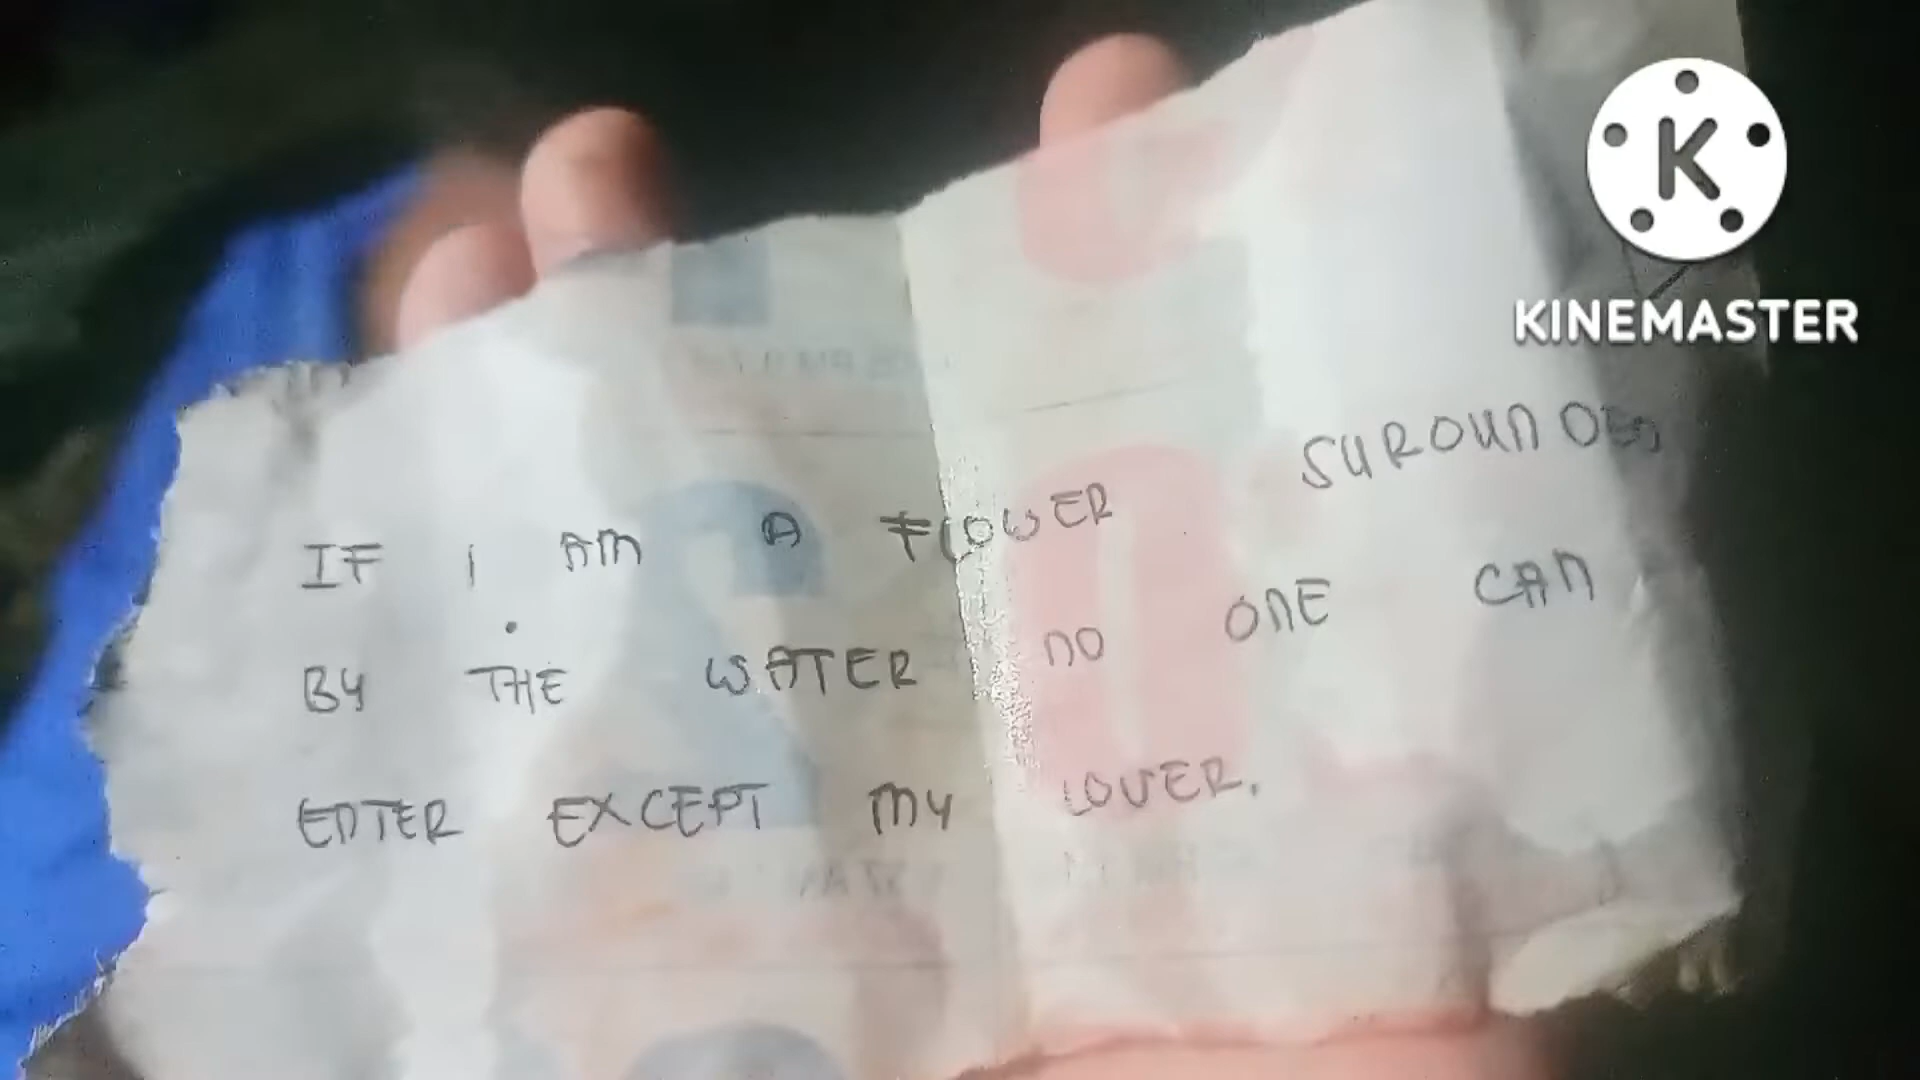 KINEMASTER
IF I AM A FLOWER SUROUNDED
BY THE WATER NO ONE CAN
ENTER EXCEPT MY LOVER.